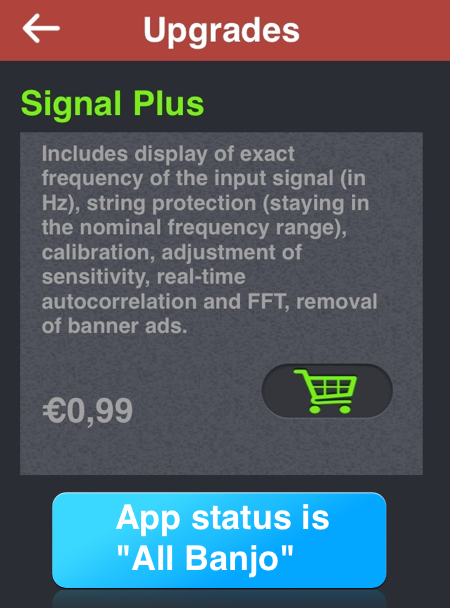 Upgrades
Signal Plus
Includes display of exact
frequency of the input signal (in
Hz), string protection (staying in
the nominal frequency range),
calibration, adjustment of
sensitivity, real-time
autocorrelation and FFT, removal
of banner ads.
€0,99
App status is
"All Banjo"